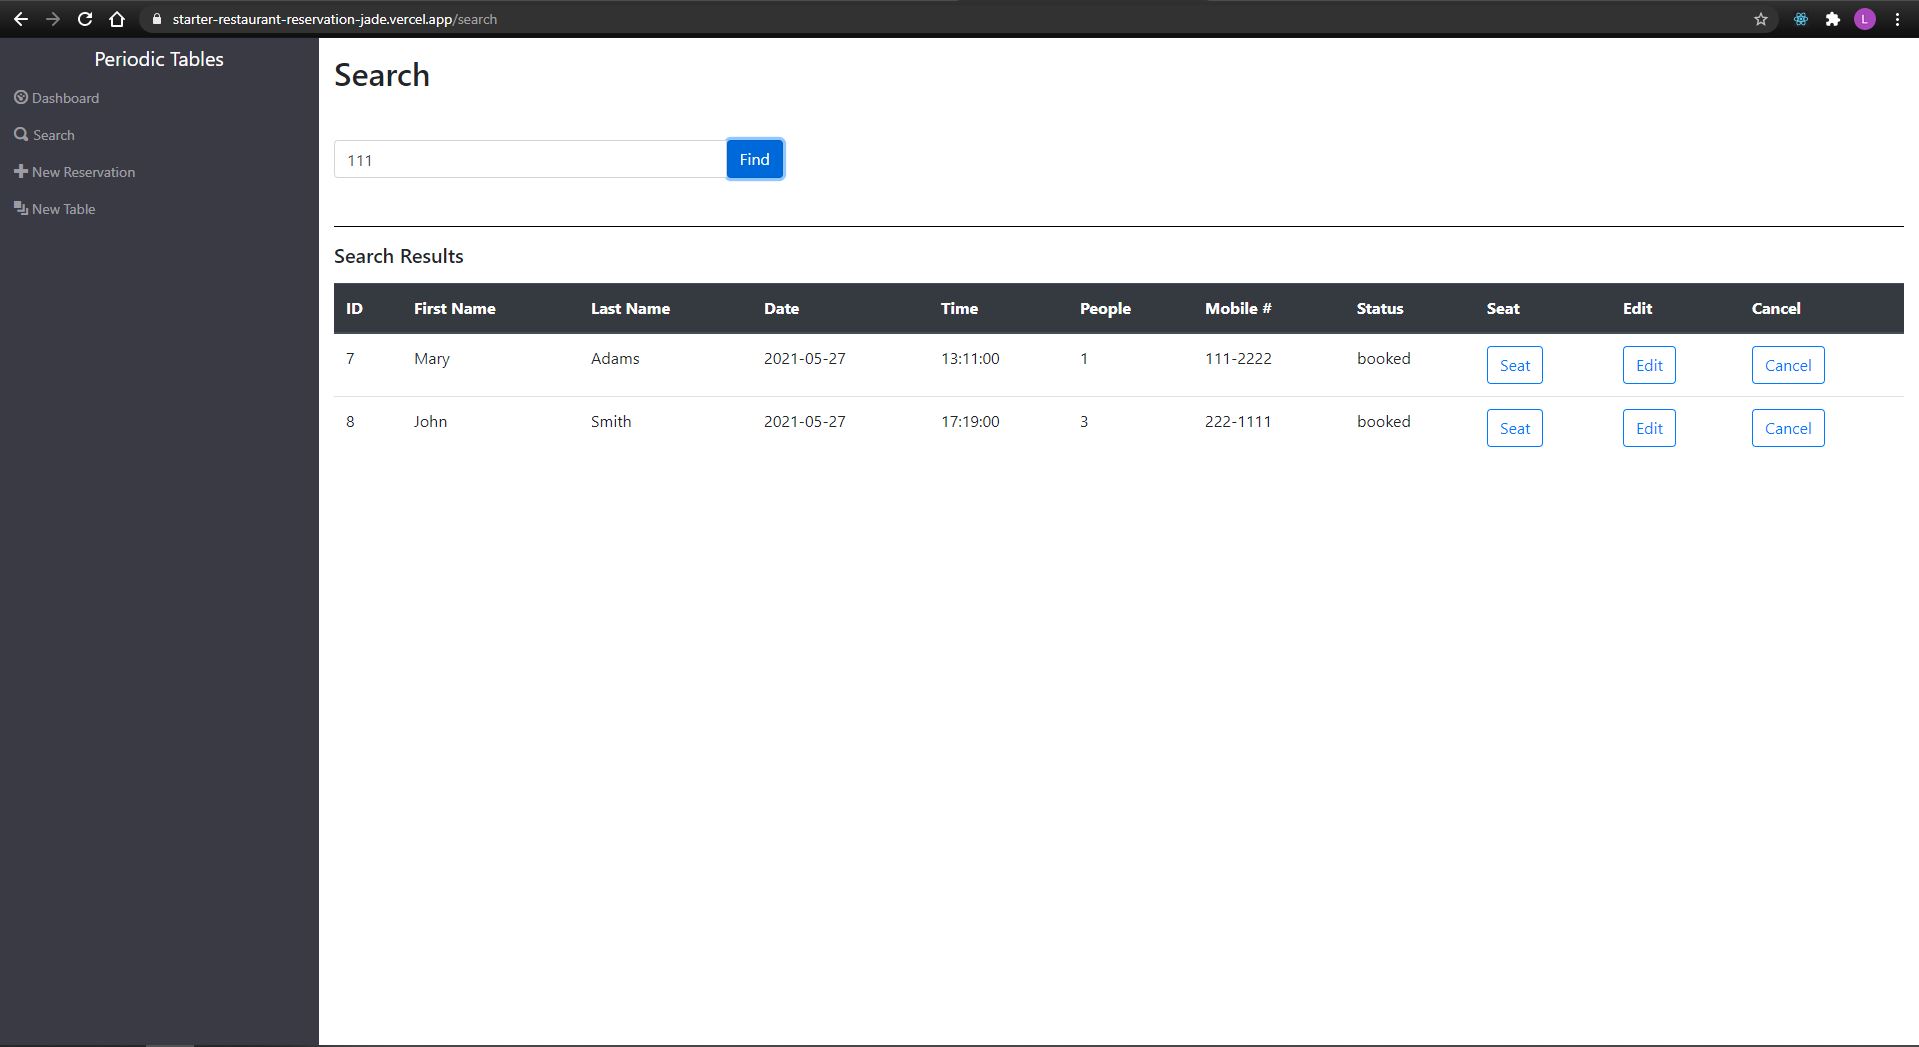 starter-restaurant-reservation-jade.vercel.app/search
L
Periodic Tables
Dashboard
Search
New Reservation
New Table
Search
111 Find
Search Results
ID First Name Last Name Date Time People Mobile # Status Seat Edit Cancel
7 Mary Adams 2021-05-27 13:11:00 1 111-2222 booked Seat Edit Cancel
8 John Smith 2021-05-27 17:19:00 3 222-1111 booked Seat Edit Cancel